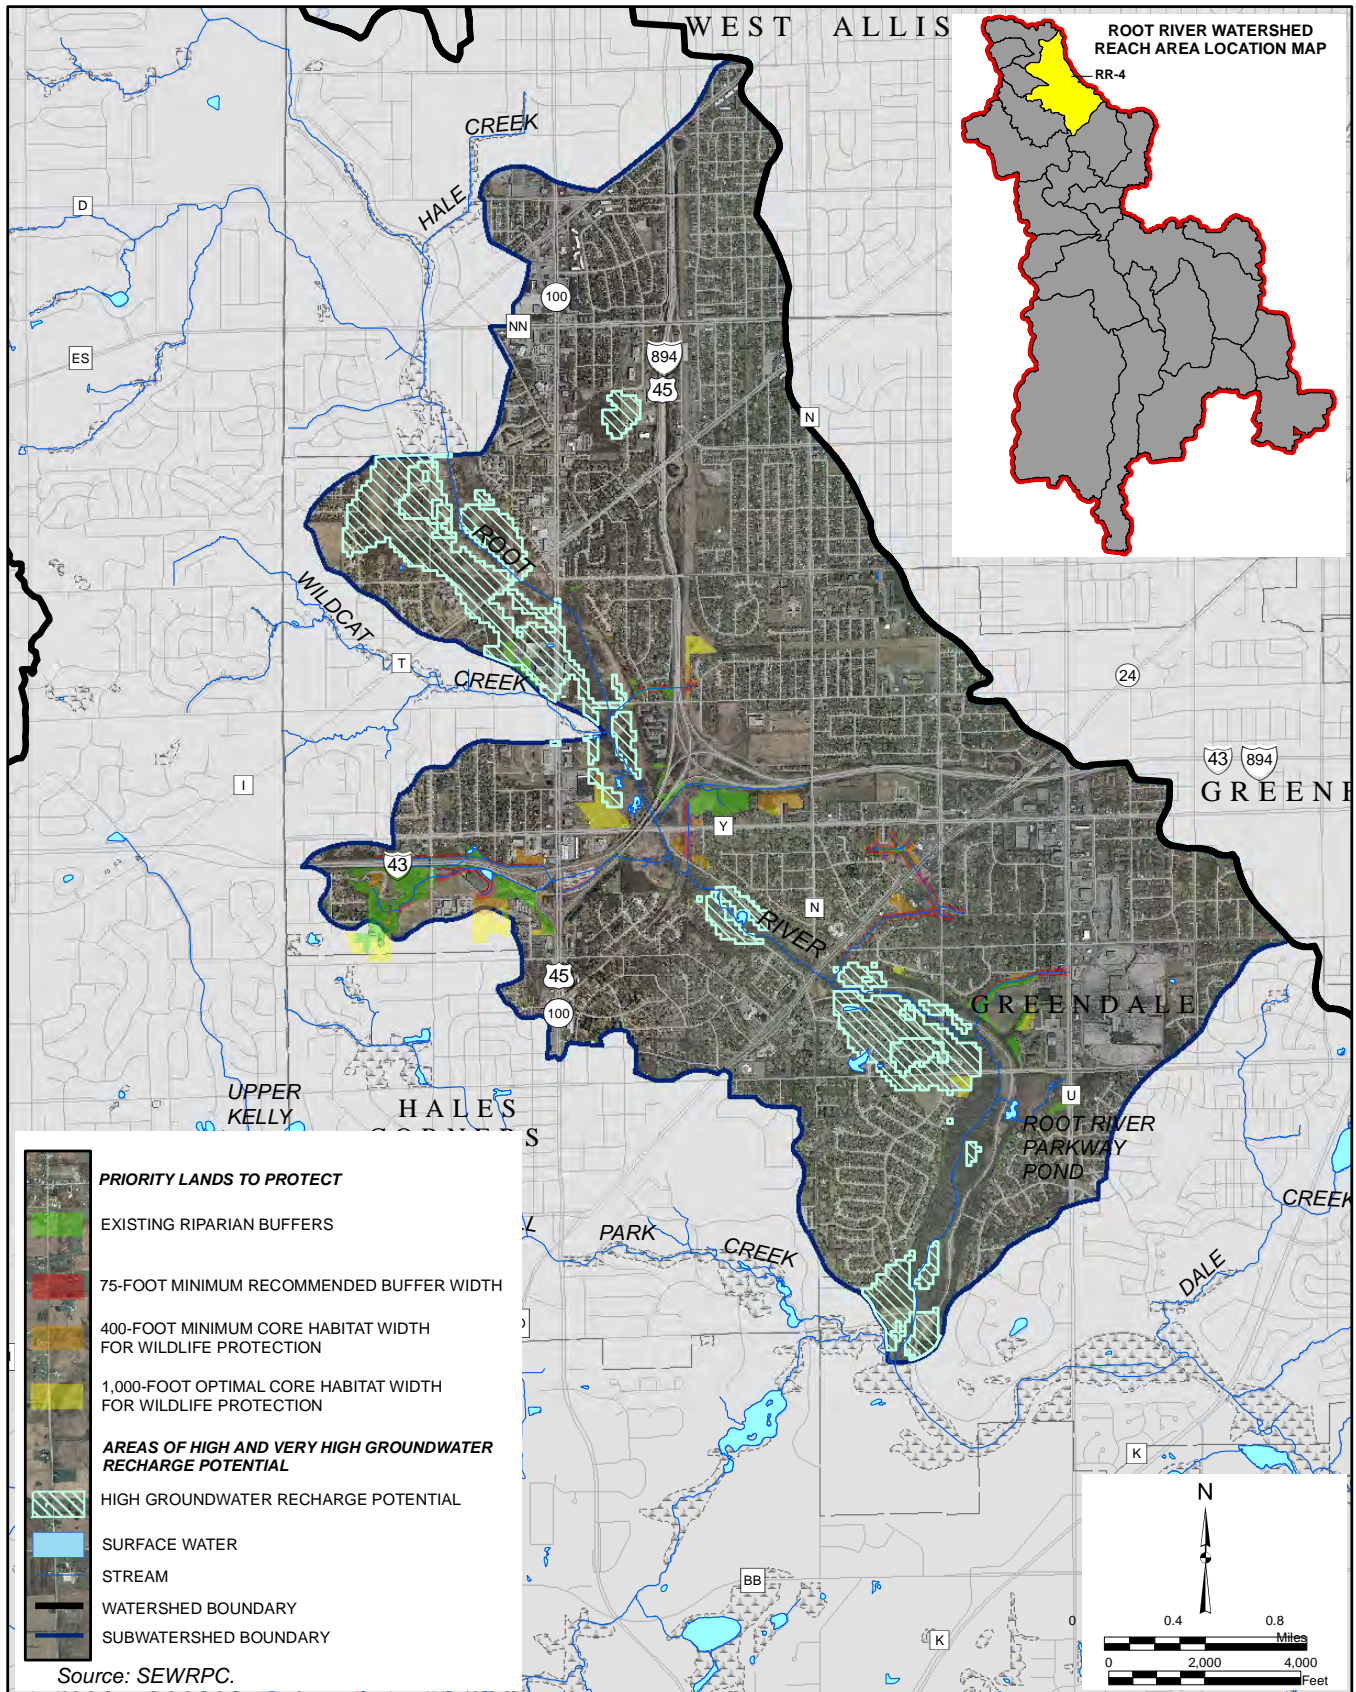 WEST ALLIS
ROOT RIVER WATERSHED
REACH AREA LOCATION MAP
RR-4
CREEK
HALE
D
100
NN
ES
894
45
N
ROOT
WILDCAT
T
CREEK
24
43
894
I
GREENF
Y
43
N
RIVER
45
100
GREENDALE
UPPER
KELLY
HALES
CORNERS
U
ROOT RIVER
PARKWAY
POND
CREEK
PARK
CREEK
DALE
K
BB
K
PRIORITY LANDS TO PROTECT
EXISTING RIPARIAN BUFFERS
75-FOOT MINIMUM RECOMMENDED BUFFER WIDTH
400-FOOT MINIMUM CORE HABITAT WIDTH
FOR WILDLIFE PROTECTION
1,000-FOOT OPTIMAL CORE HABITAT WIDTH
FOR WILDLIFE PROTECTION
AREAS OF HIGH AND VERY HIGH GROUNDWATER
RECHARGE POTENTIAL
HIGH GROUNDWATER RECHARGE POTENTIAL
SURFACE WATER
STREAM
WATERSHED BOUNDARY
SUBWATERSHED BOUNDARY
Source: SEWRPC.
N
0 0.4 0.8
Miles
0 2,000 4,000
Feet